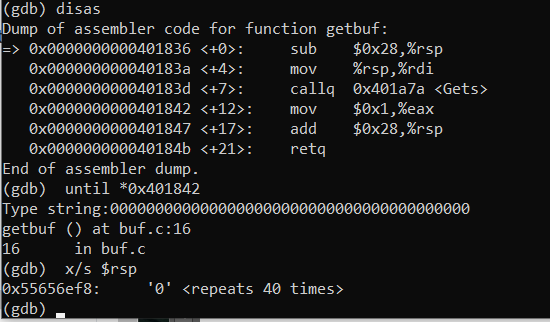 (gdb) disas
Dump of assembler code for function getbuf:
=> 0x0000000000401836 <+0>:     sub    $0x28,%rsp
   0x000000000040183a <+4>:     mov    %rsp,%rdi
   0x000000000040183d <+7>:     callq  0x401a7a <Gets>
   0x0000000000401842 <+12>:    mov    $0x1,%eax
   0x0000000000401847 <+17>:    add    $0x28,%rsp
   0x000000000040184b <+21>:    retq
End of assembler dump.
(gdb)  until *0x401842
Type string:0000000000000000000000000000000000000000
getbuf () at buf.c:16
16      in buf.c
(gdb)  x/s $rsp
0x55656ef8:     '0' <repeats 40 times>
(gdb)